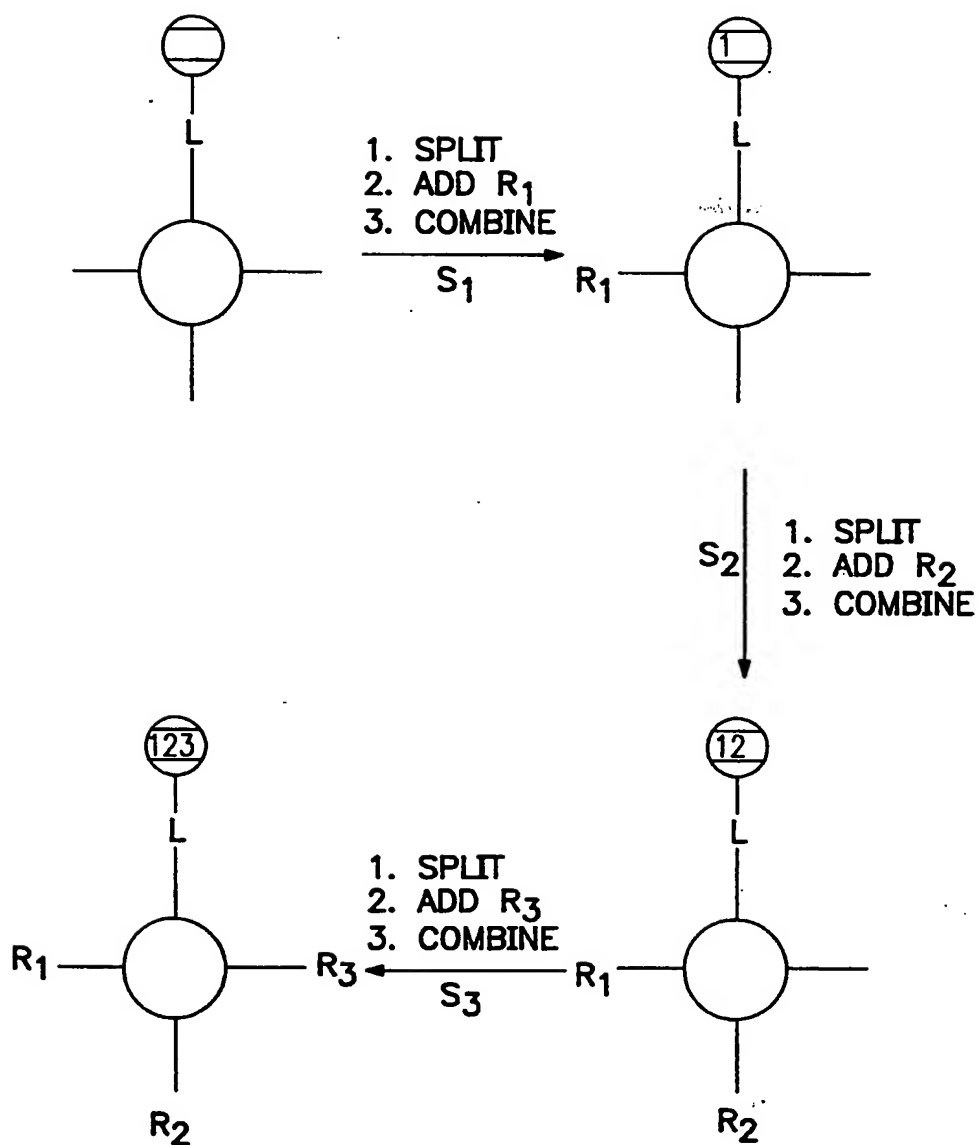 1
L
L
1. SPLIT
2. ADD R₁
3. COMBINE
S₁
R₁
S₂
1. SPLIT
2. ADD R₂
3. COMBINE
123
12
L
L
1. SPLIT
2. ADD R₃
3. COMBINE
S₃
R₁
R₃
R₁
R₂
R₂